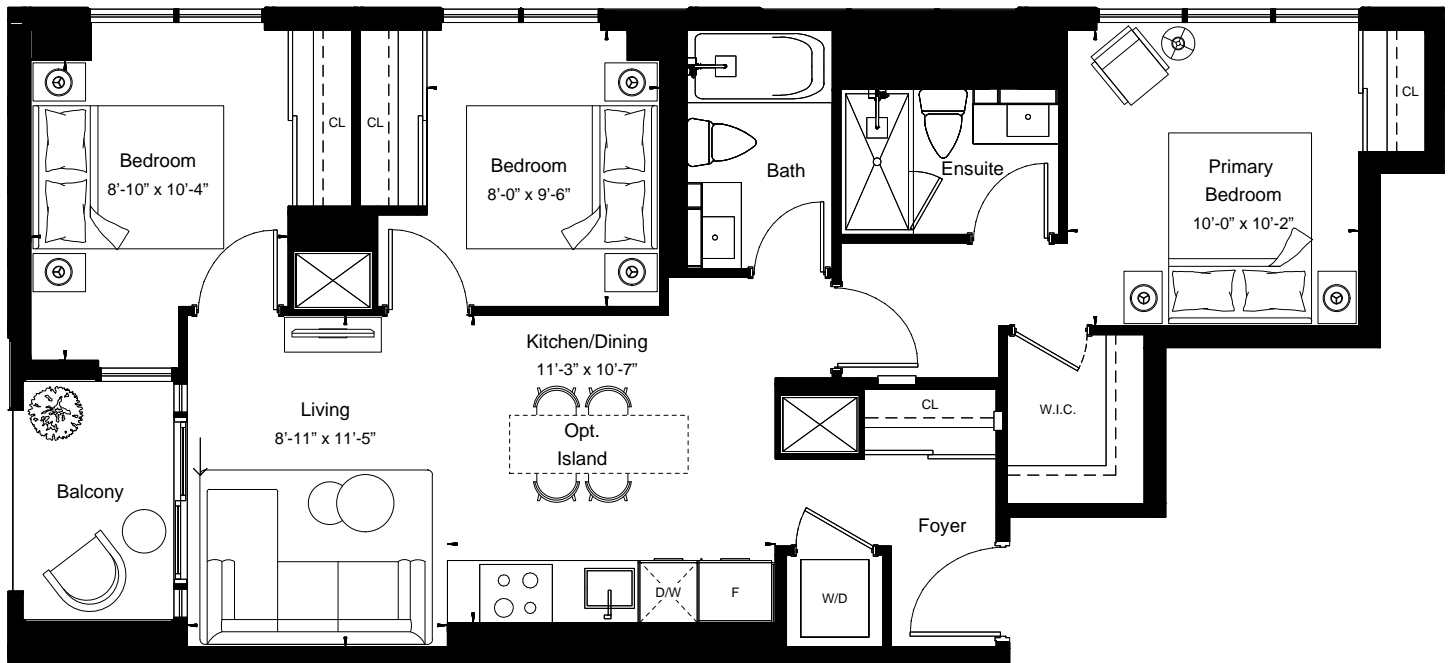 Bedroom
8'-10” x 10'-4”
CL
CL
Bedroom
8'-0” x 9'-6”
Bath
Ensuite
Primary
Bedroom
10'-0” x 10'-2”
CL
Living
8'-11” x 11'-5”
Kitchen/Dining
11'-3” x 10'-7”
Opt.
Island
CL
W.I.C.
Balcony
Foyer
D/W
F
W/D